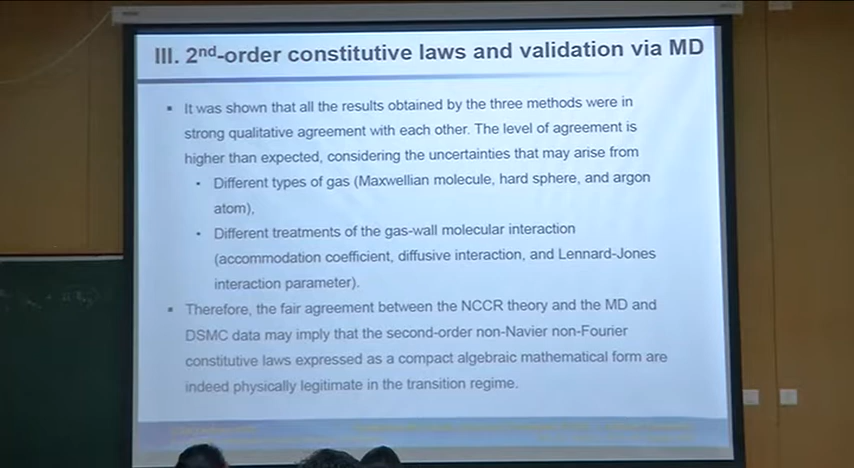 III. 2nd-order constitutive laws and validation via MD
▪ It was shown that all the results obtained by the three methods were in
strong qualitative agreement with each other. The level of agreement is
higher than expected, considering the uncertainties that may arise from
• Different types of gas (Maxwellian molecule, hard sphere, and argon
atom),
• Different treatments of the gas-wall molecular interaction
(accommodation coefficient, diffusive interaction, and Lennard-Jones
interaction parameter).
▪ Therefore, the fair agreement between the NCCR theory and the MD and
DSMC data may imply that the second-order non-Navier non-Fourier
constitutive laws expressed as a compact algebraic mathematical form are
indeed physically legitimate in the transition regime.